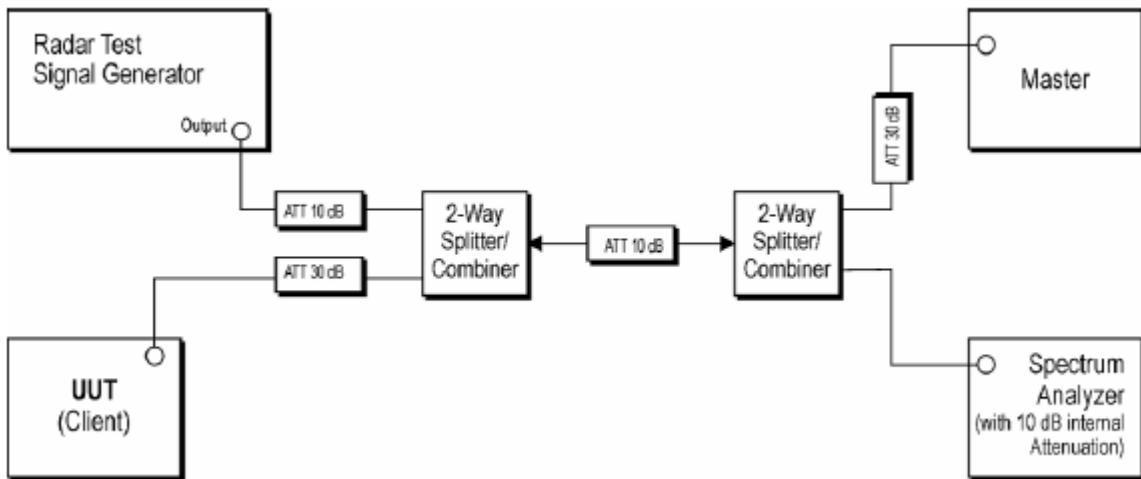 Radar Test
Signal Generator
Output
ATT 10 dB
ATT 30 dB
UUT
(Client)
2-Way
Splitter/
Combiner
ATT 10 dB
2-Way
Splitter/
Combiner
ATT 30 dB
Master
Spectrum
Analyzer
(with 10 dB internal
Attenuation)